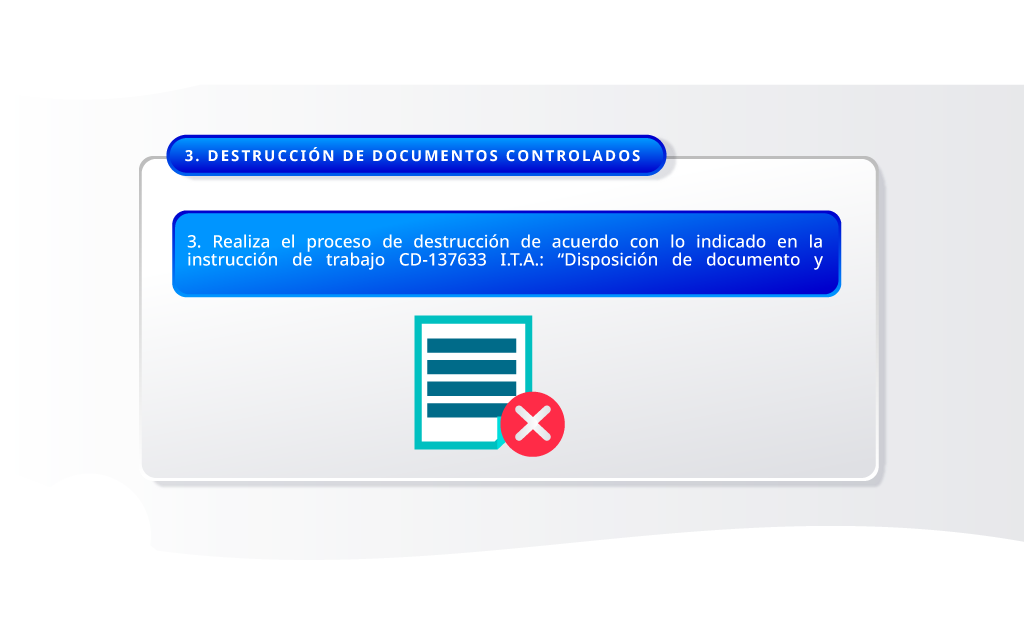 3. DESTRUCCIÓN DE DOCUMENTOS CONTROLADOS
3. Realiza el proceso de destrucción de acuerdo con lo indicado en la
instrucción de trabajo CD-137633 I.T.A.: “Disposición de documento y